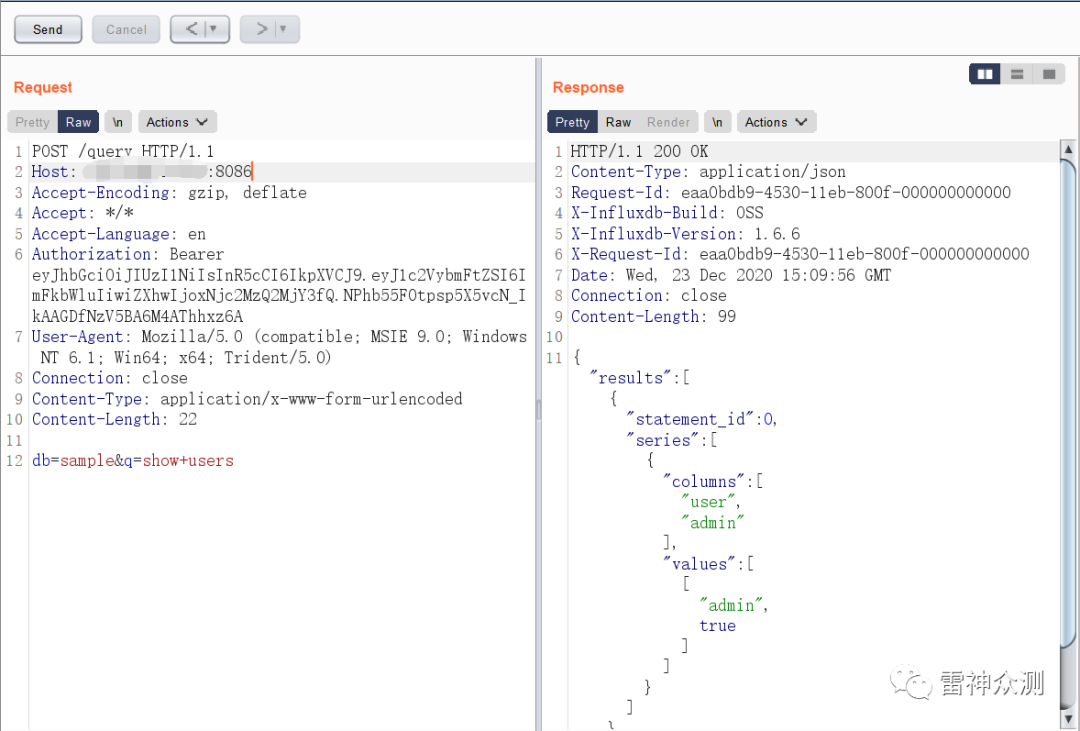 Send
Cancel
Request
Response
Pretty Raw \n Actions
Pretty Raw Render \n Actions
1 POST /query HTTP/1.1
2 Host: :8086
3 Accept-Encoding: gzip, deflate
4 Accept: */*
5 Accept-Language: en
6 Authorization: Bearer
eyJhbGciOiJIUzI1NiIsInR5cCI6IkpXVCJ9.eyJ1c2VybmFtZSI6I
mFkbWluIiwiZXhwIjoxNjc2MzQ2MjY3fQ.NPhb55F0tpsp5X5vcN_I
kAAGDfNzV5BA6M4AThhxz6A
7 User-Agent: Mozilla/5.0 (compatible; MSIE 9.0; Windows
NT 6.1; Win64; x64; Trident/5.0)
8 Connection: close
9 Content-Type: application/x-www-form-urlencoded
10 Content-Length: 22
11
12 db=sample&q=show+users
1 HTTP/1.1 200 OK
2 Content-Type: application/json
3 Request-Id: eaa0bdb9-4530-11eb-800f-000000000000
4 X-Influxdb-Build: OSS
5 X-Influxdb-Version: 1.6.6
6 X-Request-Id: eaa0bdb9-4530-11eb-800f-000000000000
7 Date: Wed, 23 Dec 2020 15:09:56 GMT
8 Connection: close
9 Content-Length: 99
10
11 {
"results":[
{
"statement_id":0,
"series":[
{
"columns":[
"user",
"admin"
],
"values":[
[
"admin",
true
]
]
}
]
}
雷神众测